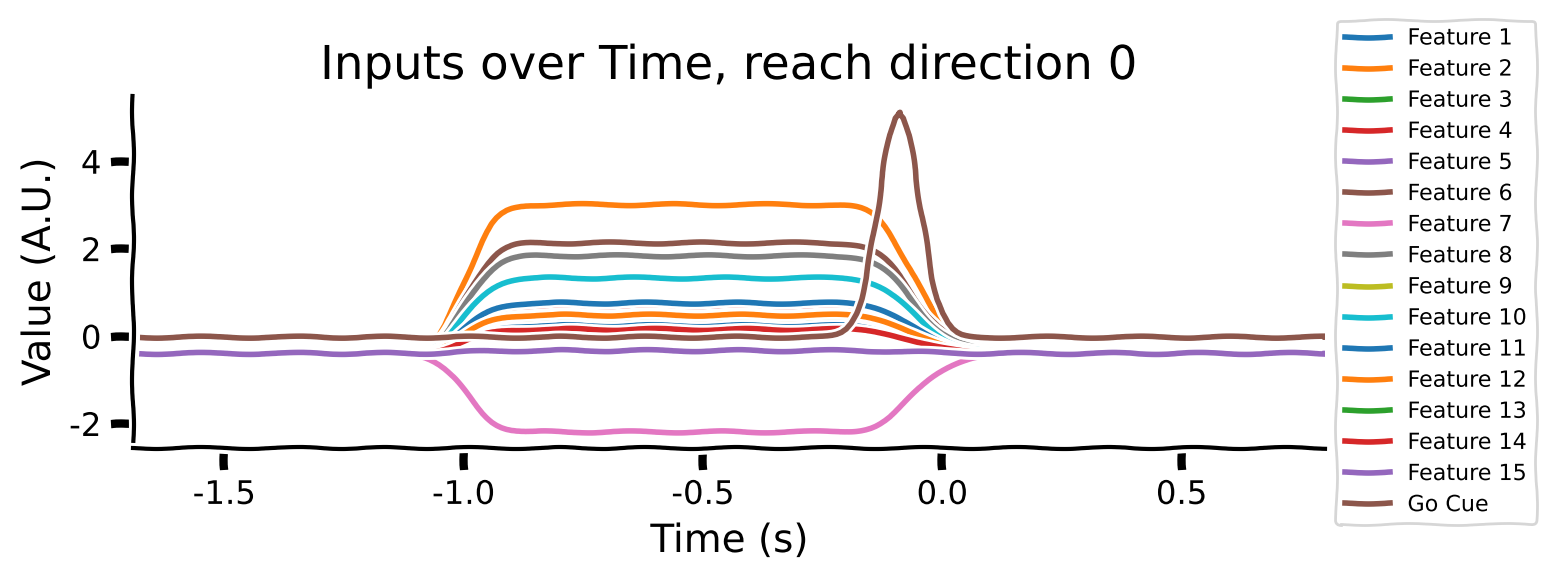 Inputs over Time, reach direction 0
Value (A.U.)
4
2
0
-2
-1.5
-1.0
-0.5
0.0
0.5
Time (s)
Feature 1
Feature 2
Feature 3
Feature 4
Feature 5
Feature 6
Feature 7
Feature 8
Feature 9
Feature 10
Feature 11
Feature 12
Feature 13
Feature 14
Feature 15
Go Cue